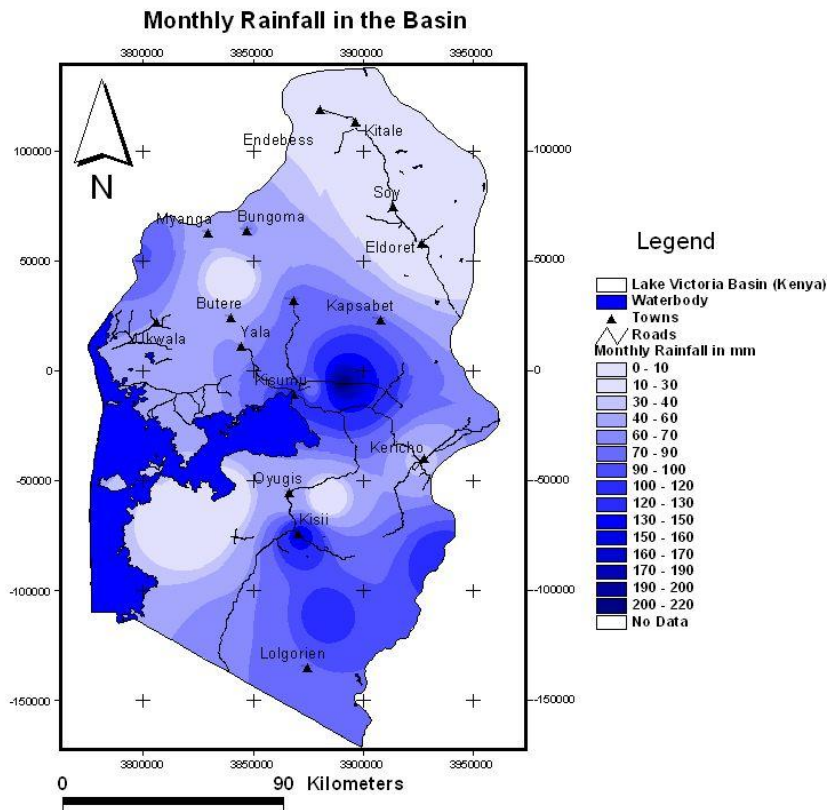 Monthly Rainfall in the Basin
3800000 3850000 3900000 3950000
N
Endebess
Kitale
100000 100000
Soy
Myanga Bungoma
Eldoret
50000 50000
Butere Kapsabet
Ukwala Yala
0 0
Kisumu
Kericho
-50000 -50000
Oyugis
Kisii
-100000 -100000
Lolgorien
-150000 -150000
3800000 3850000 3900000 3950000
0 90 Kilometers
Legend
Lake Victoria Basin (Kenya)
Waterbody
Towns
Roads
Monthly Rainfall in mm
0 - 10
10 - 30
30 - 40
40 - 60
60 - 70
70 - 90
90 - 100
100 - 120
120 - 130
130 - 150
150 - 160
160 - 170
170 - 190
190 - 200
200 - 220
No Data